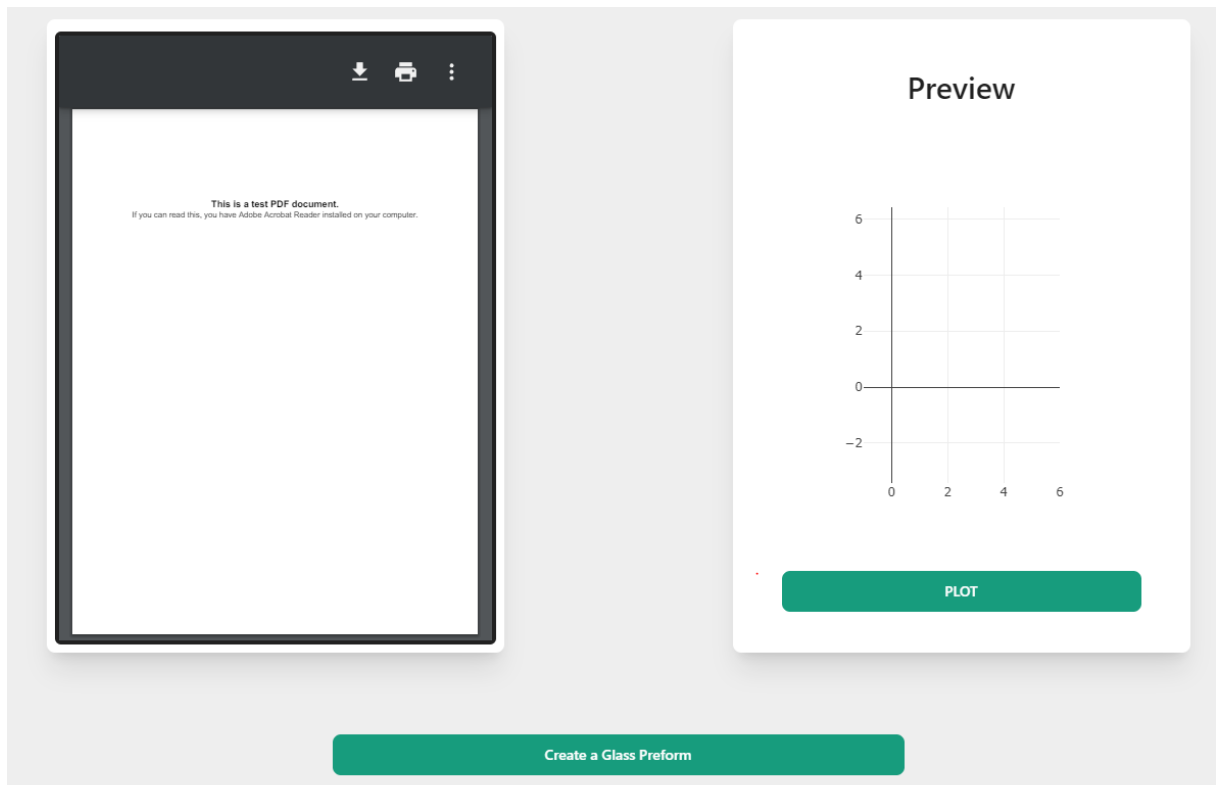 This is a test PDF document.
If you can read this, you have Adobe Acrobat Reader installed on your computer.
Preview
6
4
2
0
−2
0 2 4 6
PLOT
Create a Glass Preform